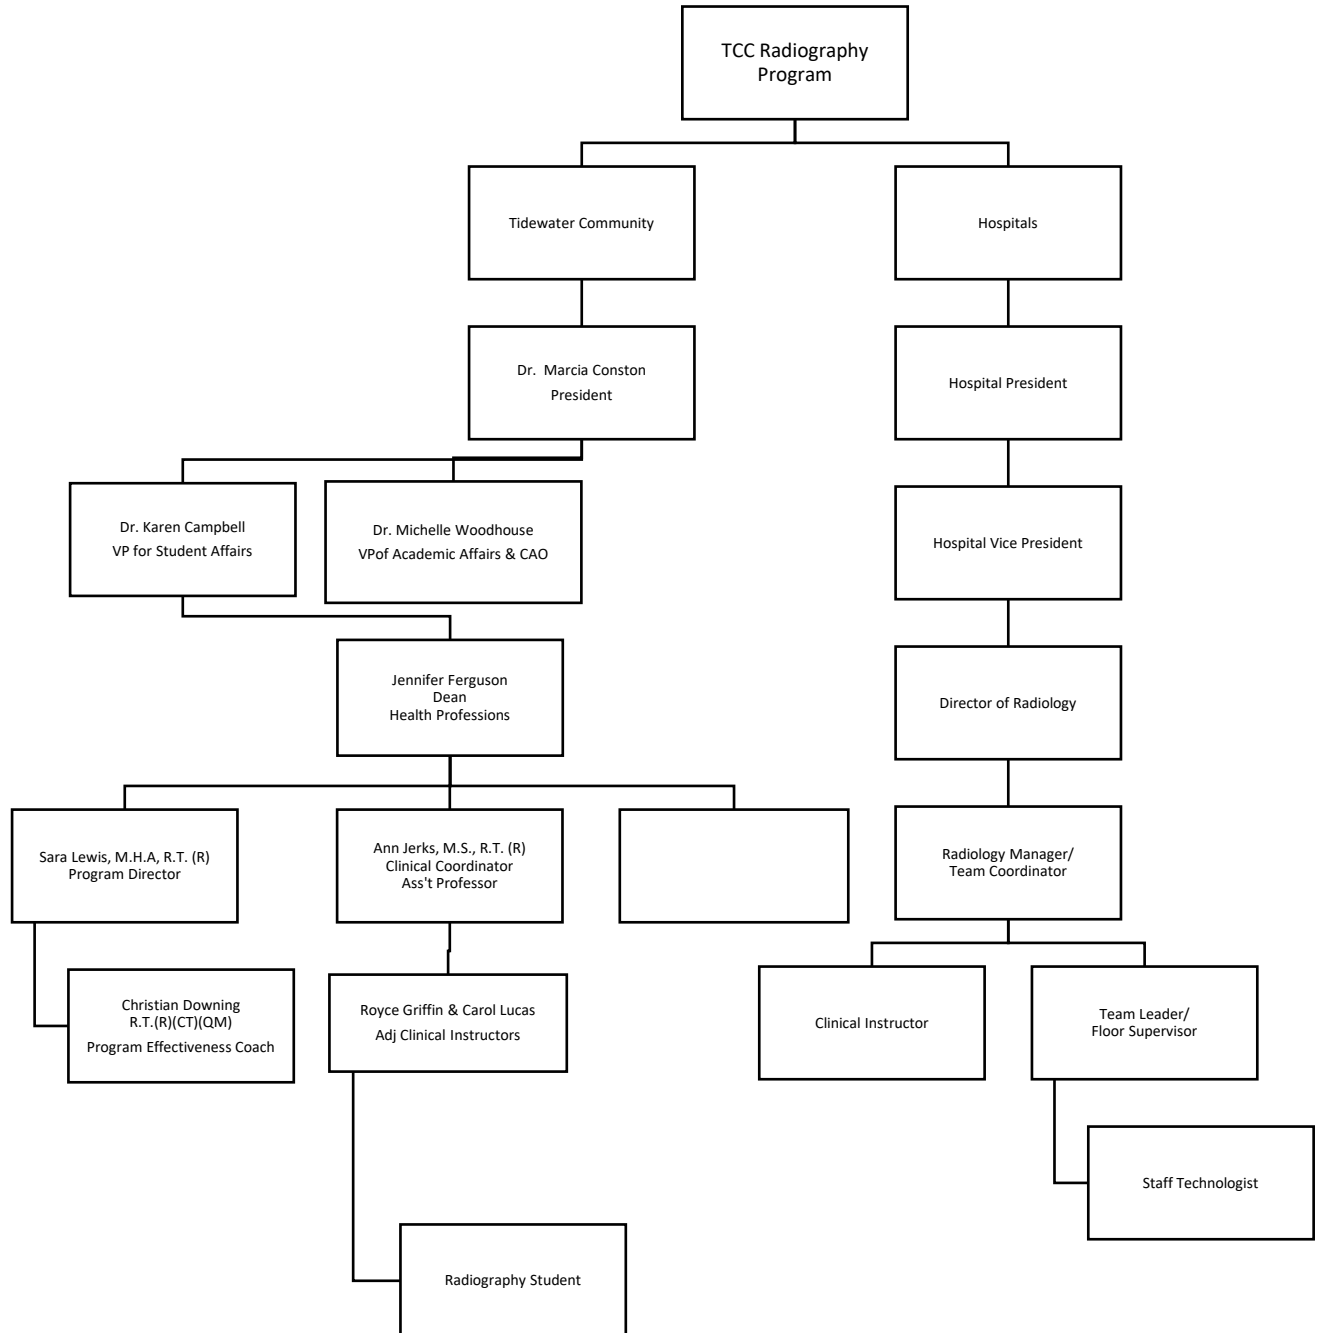 TCC Radiography
Program
Tidewater Community
Hospitals
Dr.  Marcia Conston
President
Hospital President
Dr. Karen Campbell
VP for Student Affairs
Dr. Michelle Woodhouse
VPof Academic Affairs & CAO
Hospital Vice President
Jennifer Ferguson
Dean
Health Professions
Director of Radiology
Sara Lewis, M.H.A, R.T. (R)
Program Director
Ann Jerks, M.S., R.T. (R)
Clinical Coordinator
Ass't Professor
Radiology Manager/
Team Coordinator
Christian Downing
R.T.(R)(CT)(QM)
Program Effectiveness Coach
Royce Griffin & Carol Lucas
Adj Clinical Instructors
Clinical Instructor
Team Leader/
Floor Supervisor
Staff Technologist
Radiography Student